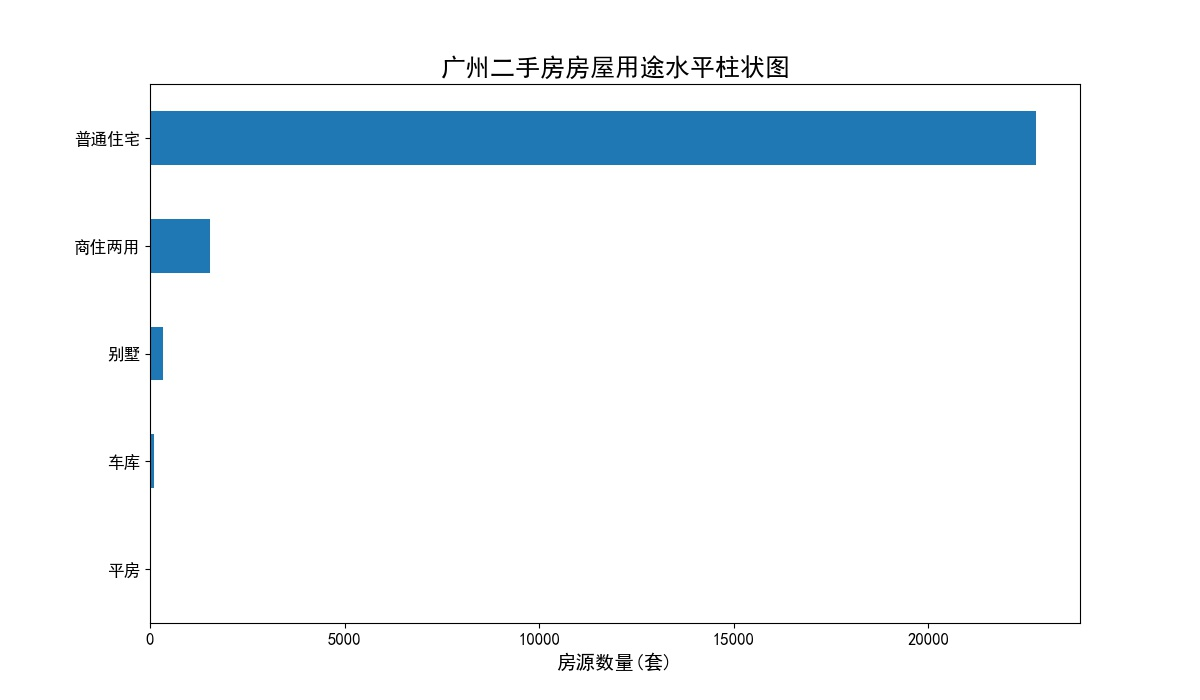 广州二手房房屋用途水平柱状图
普通住宅
商住两用
别墅
车库
平房
0 5000 10000 15000 20000
房源数量(套)